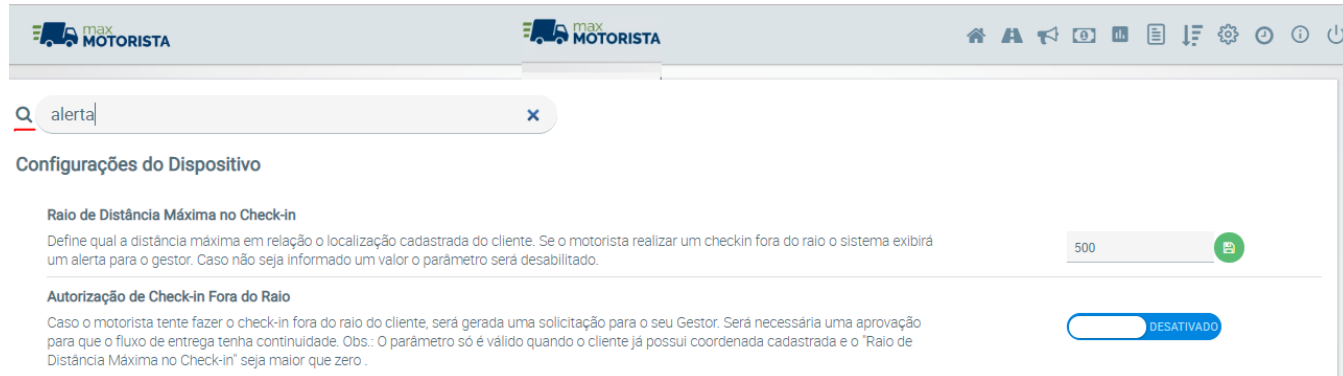 max
MOTORISTA
max
MOTORISTA
alerta
Configurações do Dispositivo
Raio de Distância Máxima no Check-in
Define qual a distância máxima em relação o localização cadastrada do cliente. Se o motorista realizar um checkin fora do raio o sistema exibirá
um alerta para o gestor. Caso não seja informado um valor o parâmetro será desabilitado.
500
Autorização de Check-in Fora do Raio
Caso o motorista tente fazer o check-in fora do raio do cliente, será gerada uma solicitação para o seu Gestor. Será necessária uma aprovação
para que o fluxo de entrega tenha continuidade. Obs.: O parâmetro só é válido quando o cliente já possui coordenada cadastrada e o "Raio de
Distância Máxima no Check-in" seja maior que zero .
DESATIVADO